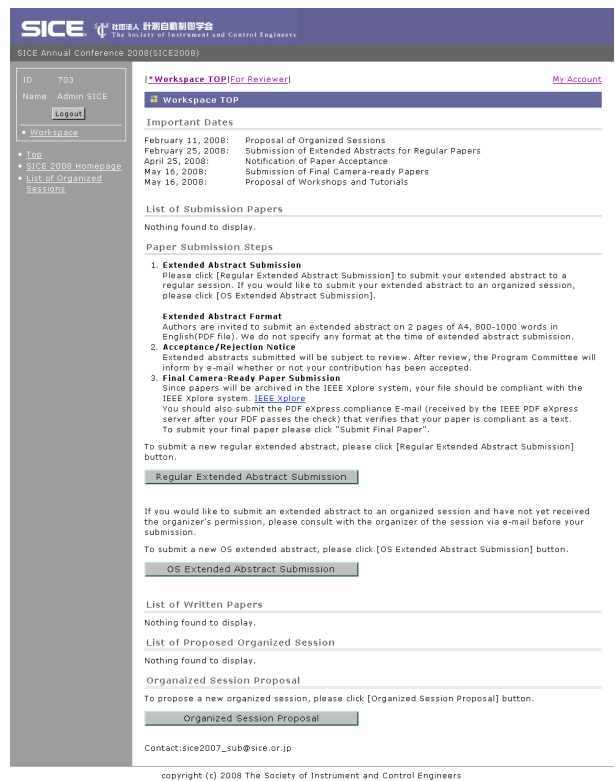 SICE 社団法人 計測自動制御学会
The Society of Instrument and Control Engineers
SICE Annual Conference 2008(SICE2008)
ID 703
Name Admin SICE
Logout
Workspace
Top
SICE 2008 Homepage
List of Organized
Sessions
|*Workspace TOP|For Reviewer|
My Account
Workspace TOP
Important Dates
February 11, 2008: Proposal of Organized Sessions
February 25, 2008: Submission of Extended Abstracts for Regular Papers
April 25, 2008: Notification of Paper Acceptance
May 16, 2008: Submission of Final Camera-ready Papers
May 16, 2008: Proposal of Workshops and Tutorials
List of Submission Papers
Nothing found to display.
Paper Submission Steps
1. Extended Abstract Submission
Please click [Regular Extended Abstract Submission] to submit your extended abstract to a
regular session. If you would like to submit your extended abstract to an organized session,
please click [OS Extended Abstract Submission].
Extended Abstract Format
Authors are invited to submit an extended abstract on 2 pages of A4, 800-1000 words in
English(PDF file). We do not specify any format at the time of extended abstract submission.
2. Acceptance/Rejection Notice
Extended abstracts submitted will be subject to review. After review, the Program Committee will
inform by e-mail whether or not your contribution has been accepted.
3. Final Camera-Ready Paper Submission
Since papers will be archived in the IEEE Xplore system, your file should be compliant with the
IEEE Xplore system. IEEE Xplore
You should also submit the PDF eXpress compliance E-mail (received by the IEEE PDF eXpress
server after your PDF passes the check) that verifies that your paper is compliant as a text.
To submit your final paper please click "Submit Final Paper".
To submit a new regular extended abstract, please click [Regular Extended Abstract Submission]
button.
Regular Extended Abstract Submission
If you would like to submit an extended abstract to an organized session and have not yet received
the organizer's permission, please consult with the organizer of the session via e-mail before your
submission.
To submit a new OS extended abstract, please click [OS Extended Abstract Submission] button.
OS Extended Abstract Submission
List of Written Papers
Nothing found to display.
List of Proposed Organized Session
Nothing found to display.
Organaized Session Proposal
To propose a new organized session, please click [Organized Session Proposal] button.
Organized Session Proposal
Contact:sice2007_sub@sice.or.jp
copyright (c) 2008 The Society of Instrument and Control Engineers